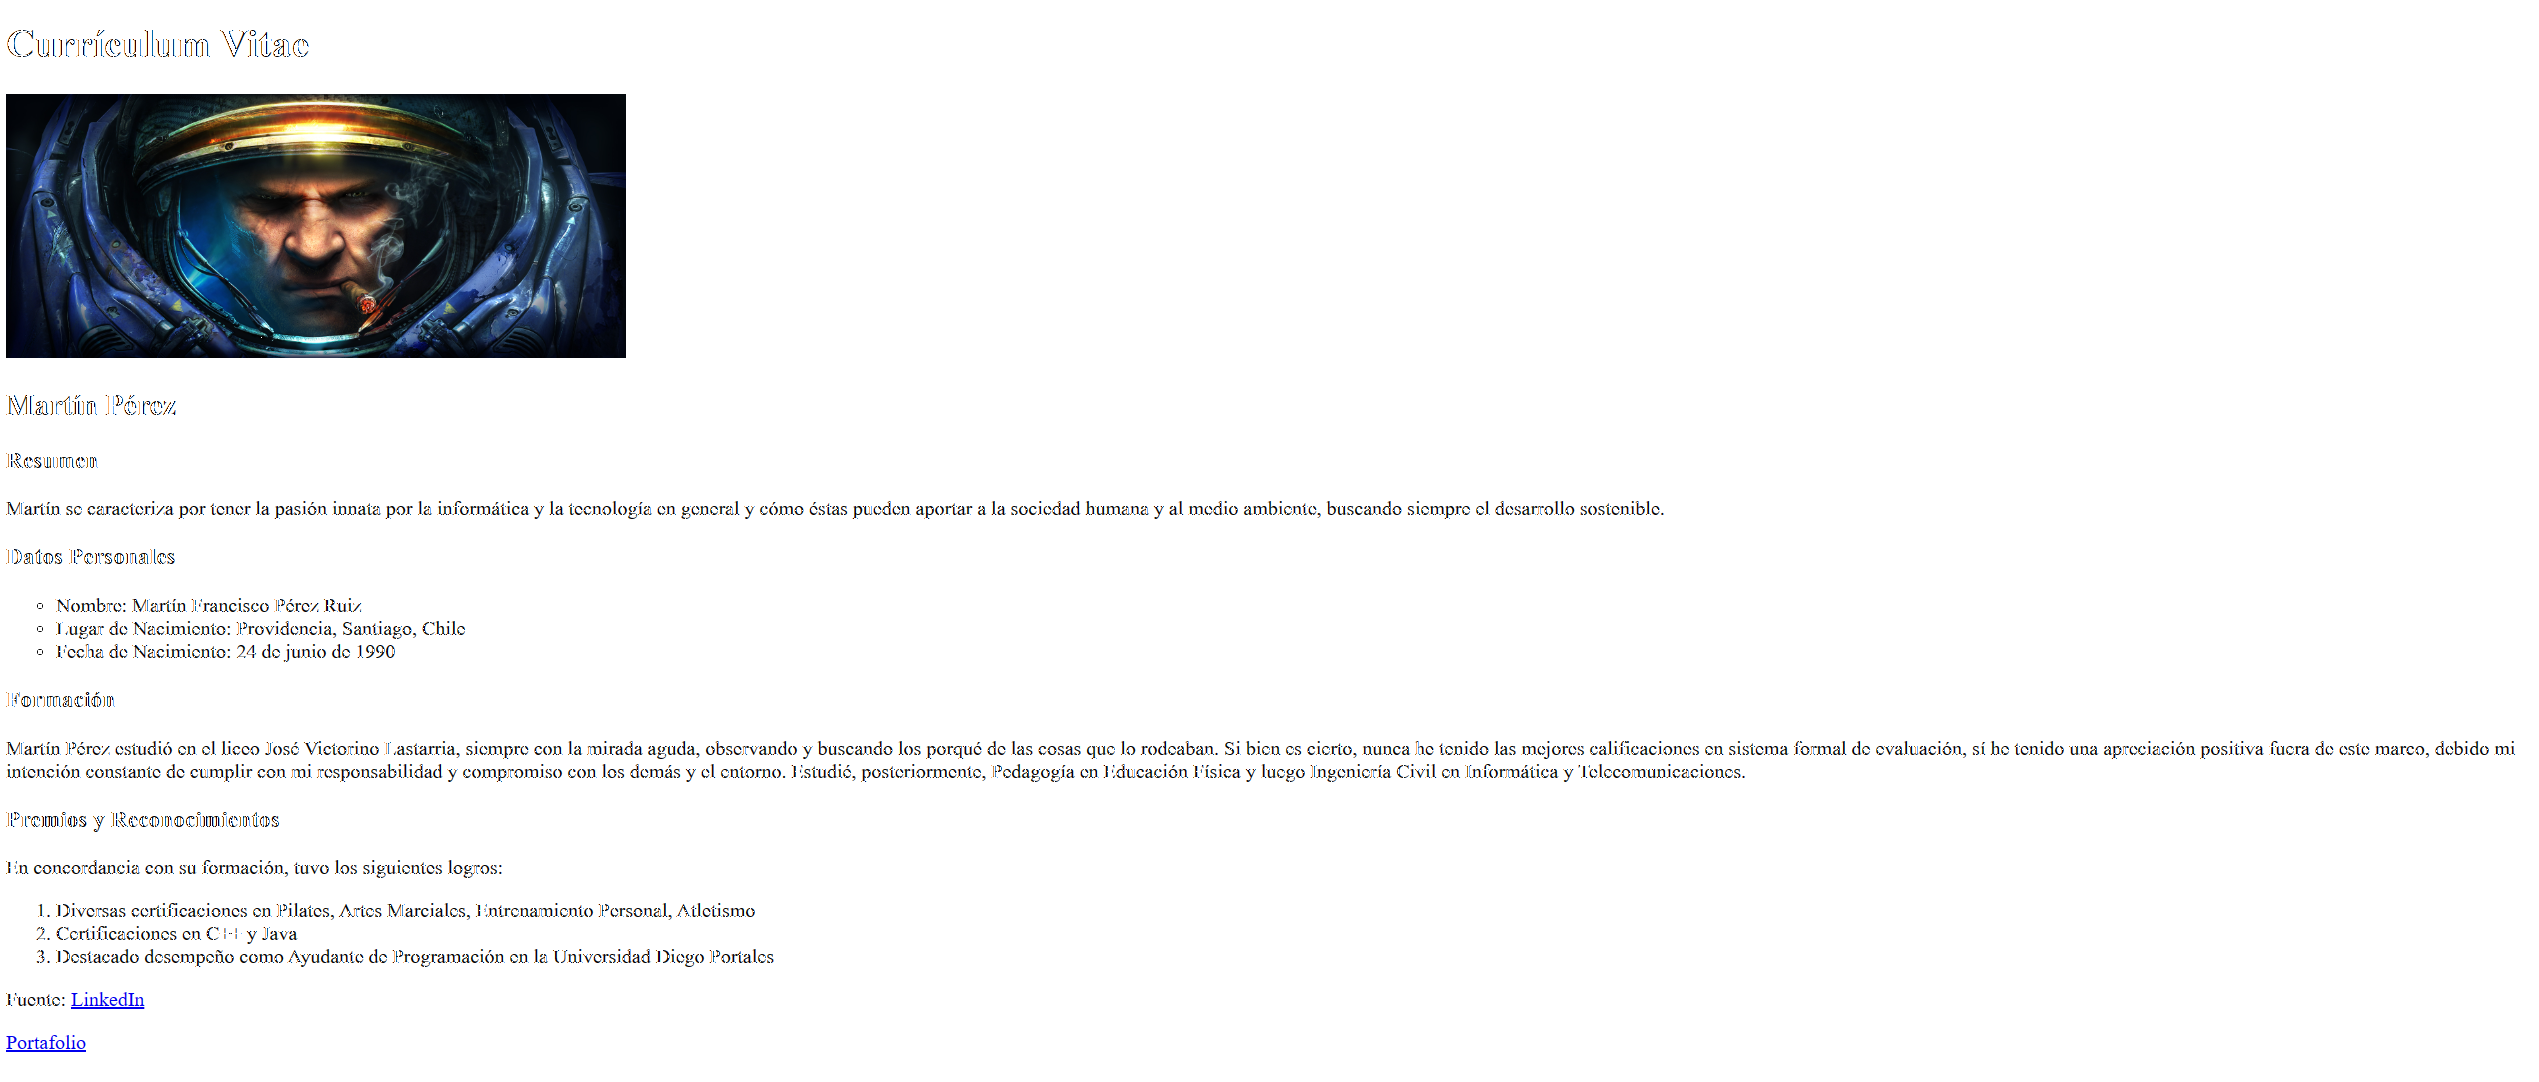 Currículum Vitae
Martín Pérez
Resumen
Martín se caracteriza por tener la pasión innata por la informática y la tecnología en general y cómo éstas pueden aportar a la sociedad humana y al medio ambiente, buscando siempre el desarrollo sostenible.
Datos Personales
◦ Nombre: Martín Francisco Pérez Ruiz
◦ Lugar de Nacimiento: Providencia, Santiago, Chile
◦ Fecha de Nacimiento: 24 de junio de 1990
Formación
Martín Pérez estudió en el liceo José Victorino Lastarria, siempre con la mirada aguda, observando y buscando los porqué de las cosas que lo rodeaban. Si bien es cierto, nunca he tenido las mejores calificaciones en sistema formal de evaluación, sí he tenido una apreciación positiva fuera de este marco, debido mi
intención constante de cumplir con mi responsabilidad y compromiso con los demás y el entorno. Estudié, posteriormente, Pedagogía en Educación Física y luego Ingeniería Civil en Informática y Telecomunicaciones.
Premios y Reconocimientos
En concordancia con su formación, tuvo los siguientes logros:
1. Diversas certificaciones en Pilates, Artes Marciales, Entrenamiento Personal, Atletismo
2. Certificaciones en C++ y Java
3. Destacado desempeño como Ayudante de Programación en la Universidad Diego Portales
Fuente: LinkedIn
Portafolio